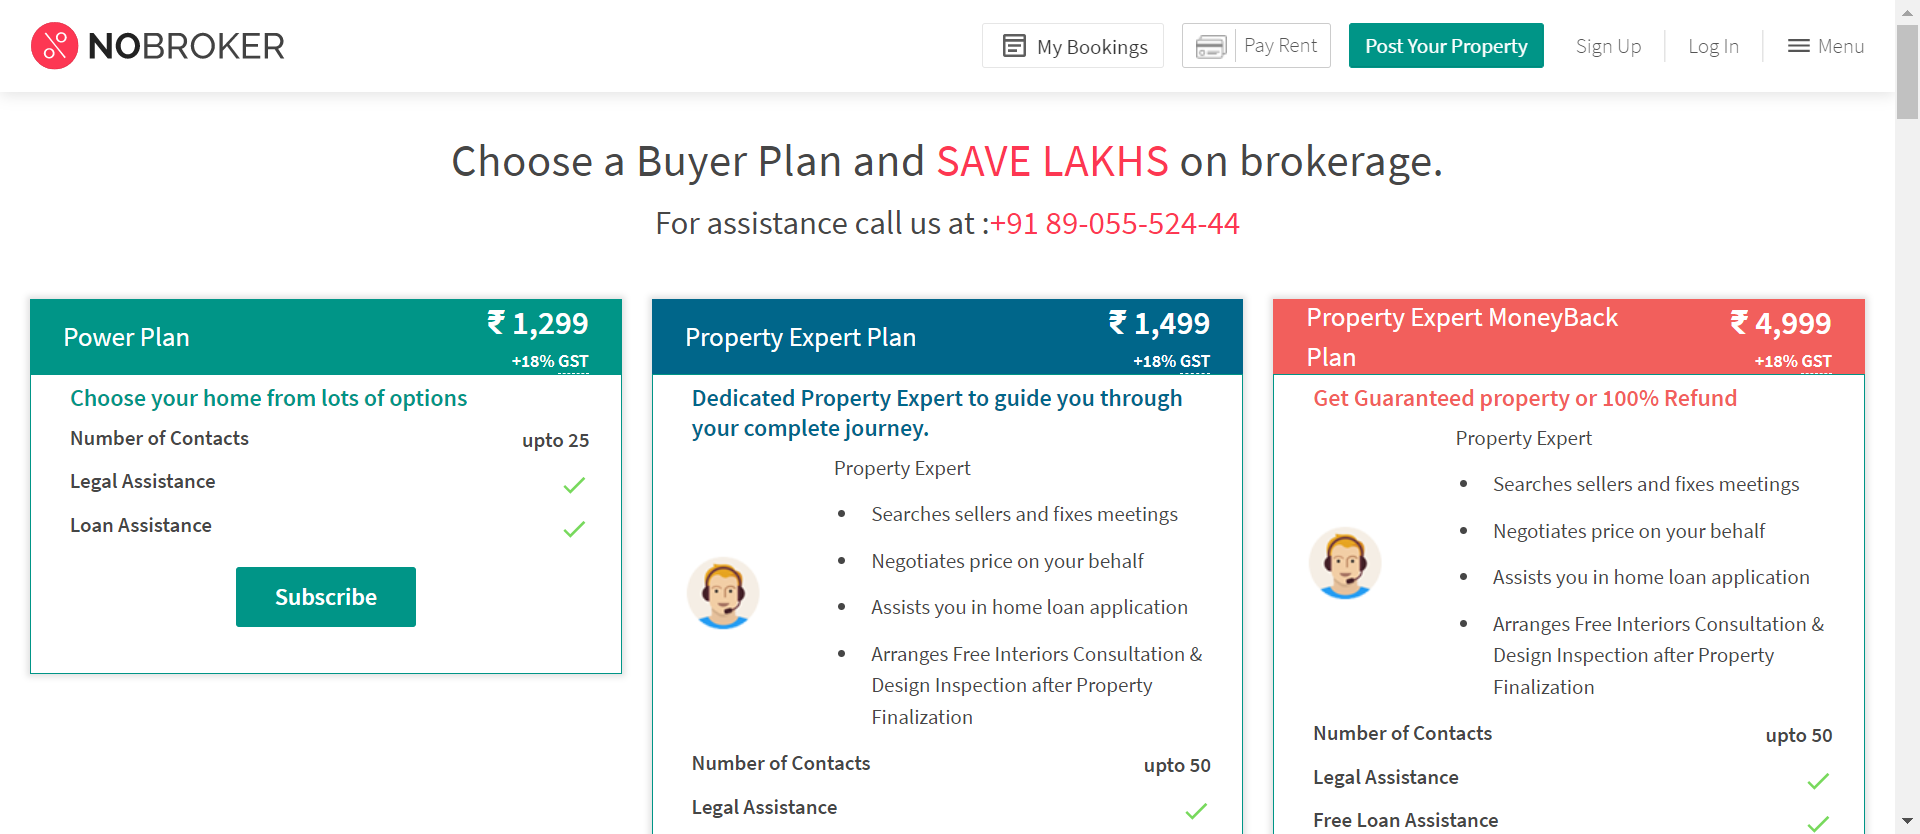 NOBROKER
My Bookings
Pay Rent
Post Your Property
Sign Up
Log In
Menu
Choose a Buyer Plan and SAVE LAKHS on brokerage.
For assistance call us at :+91 89-055-524-44
Power Plan
₹ 1,299
+18% GST
Choose your home from lots of options
Number of Contacts upto 25
Legal Assistance
Loan Assistance
Subscribe
Property Expert Plan
₹ 1,499
+18% GST
Dedicated Property Expert to guide you through
your complete journey.
Property Expert
• Searches sellers and fixes meetings
• Negotiates price on your behalf
• Assists you in home loan application
• Arranges Free Interiors Consultation &
Design Inspection after Property
Finalization
Number of Contacts upto 50
Legal Assistance
Property Expert MoneyBack
Plan
₹ 4,999
+18% GST
Get Guaranteed property or 100% Refund
Property Expert
• Searches sellers and fixes meetings
• Negotiates price on your behalf
• Assists you in home loan application
• Arranges Free Interiors Consultation &
Design Inspection after Property
Finalization
Number of Contacts upto 50
Legal Assistance
Free Loan Assistance